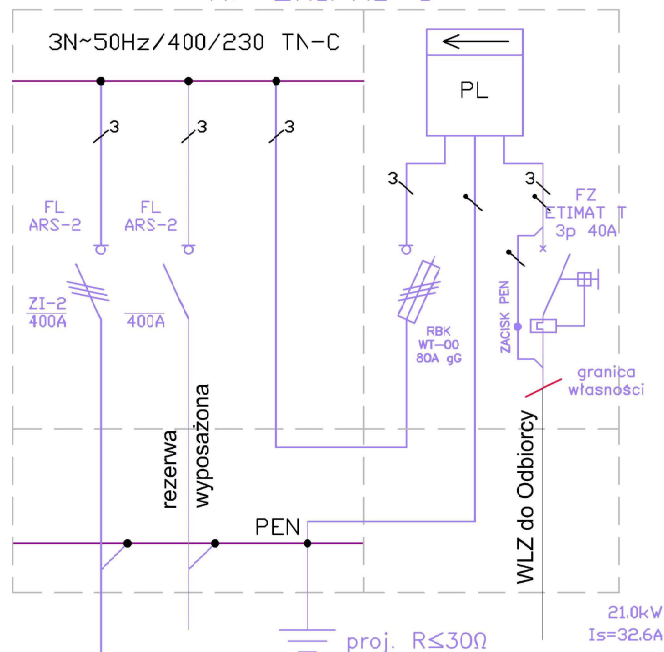 3N~50Hz/400/230 TN-C
PL
3
3
3
3
3
FL
ARS-2
FL
ARS-2
FZ
ETIMAT T
3p 40A
ZI-2
400A
400A
RBK
WT-00
80A gG
ZACISK PEN
granica
własności
rezerwa
wyposażona
WLZ do Odbiorcy
PEN
21.0kW
Is=32.6A
proj. R≤30Ω